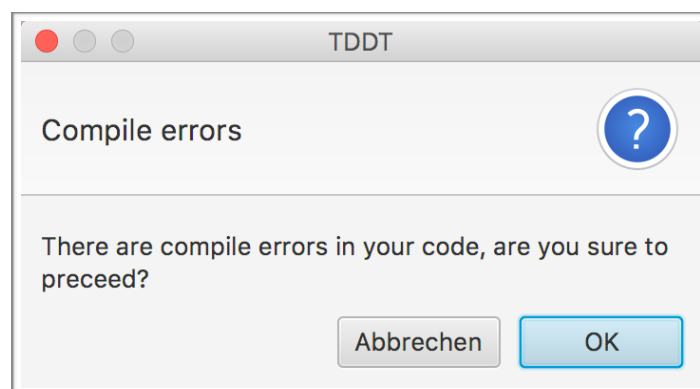 TDDT
Compile errors
?
There are compile errors in your code, are you sure to
preceed?
Abbrechen
OK